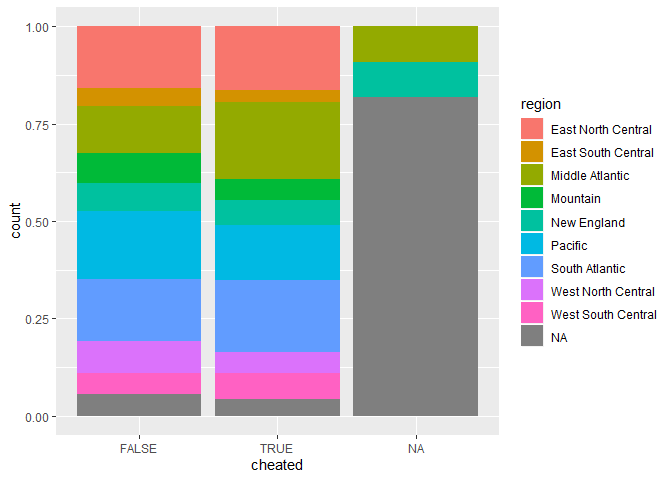 1.00
0.75
0.50
0.25
0.00
count
FALSE
TRUE
NA
cheated
region
East North Central
East South Central
Middle Atlantic
Mountain
New England
Pacific
South Atlantic
West North Central
West South Central
NA